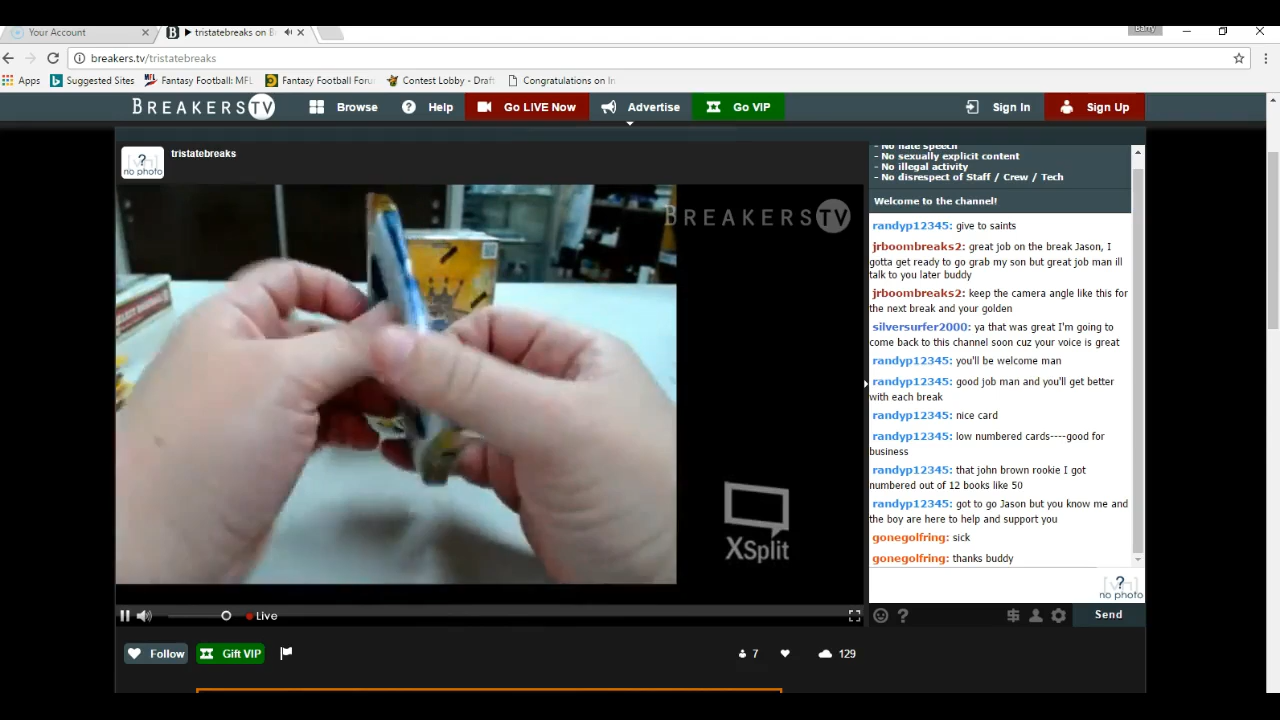 Your Account
tristatebreaks on B
Barry
breakers.tv/tristatebreaks
Apps
Suggested Sites
Fantasy Football: MFL
Fantasy Football Foru
Contest Lobby - Draft
Congratulations on In
BREAKERSTV
Browse
Help
Go LIVE Now
Advertise
Go VIP
Sign In
Sign Up
tristatebreaks
? no photo
BREAKERSTV
XSplit
- No hate speech
- No sexually explicit content
- No illegal activity
- No disrespect of Staff / Crew / Tech
Welcome to the channel!
randyp12345: give to saints
jrboombreaks2: great job on the break Jason, I
gotta get ready to go grab my son but great job man ill
talk to you later buddy
jrboombreaks2: keep the camera angle like this for
the next break and your golden
silversurfer2000: ya that was great I'm going to
come back to this channel soon cuz your voice is great
randyp12345: you'll be welcome man
randyp12345: good job man and you'll get better
with each break
randyp12345: nice card
randyp12345: low numbered cards----good for
business
randyp12345: that john brown rookie I got
numbered out of 12 books like 50
randyp12345: got to go Jason but you know me and
the boy are here to help and support you
gonegolfring: sick
gonegolfring: thanks buddy
? no photo
Live
Send
Follow
Gift VIP
7
129